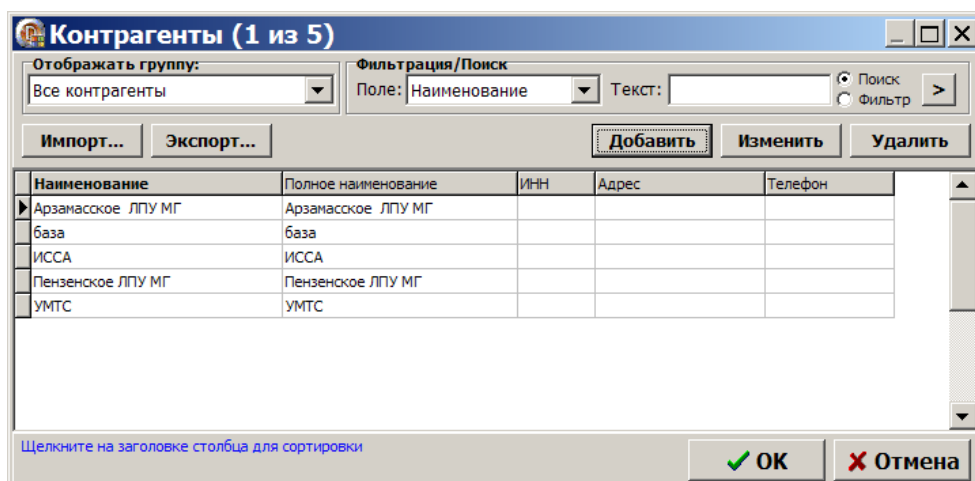 Контрагенты (1 из 5)
Отображать группу:
Фильтрация/Поиск
Все контрагенты
Поле: Наименование
Текст:
Поиск
Фильтр
>
Импорт...
Экспорт...
Добавить
Изменить
Удалить
Наименование Полное наименование ИНН Адрес Телефон
Арзамасское ЛПУ МГ Арзамасское ЛПУ МГ
база база
ИССА ИССА
Пензенское ЛПУ МГ Пензенское ЛПУ МГ
УМТС УМТС
Щелкните на заголовке столбца для сортировки
OK
Отмена